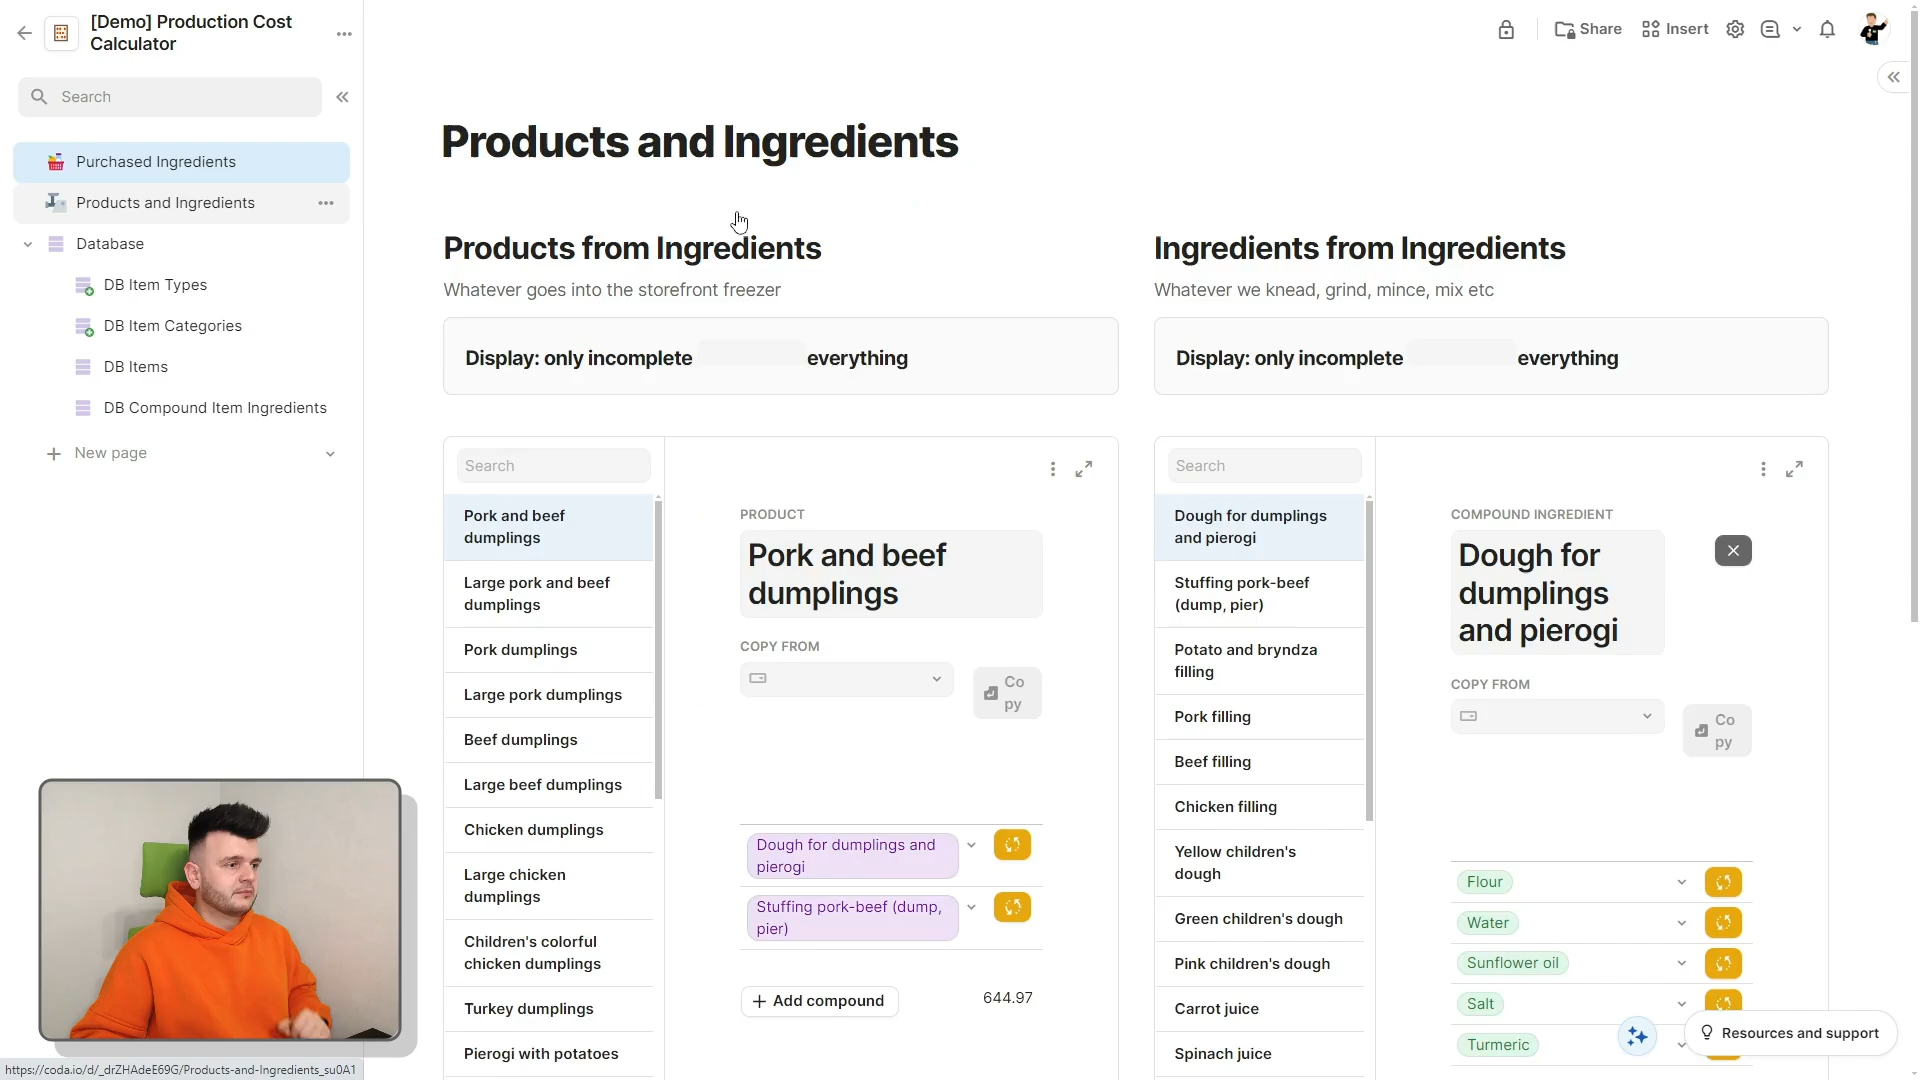 [Demo] Production Cost
Calculator
Share
Insert
Search
Purchased Ingredients
Products and Ingredients
Database
DB Item Types
DB Item Categories
DB Items
DB Compound Item Ingredients
New page
Products and Ingredients
Products from Ingredients
Whatever goes into the storefront freezer
Display: only incomplete everything
Search
Pork and beef
dumplings
Large pork and beef
dumplings
Pork dumplings
Large pork dumplings
Beef dumplings
Large beef dumplings
Chicken dumplings
Large chicken
dumplings
Children's colorful
chicken dumplings
Turkey dumplings
Pierogi with potatoes
PRODUCT
Pork and beef
dumplings
COPY FROM
Co
py
Dough for dumplings and
pierogi
Stuffing pork-beef (dump,
pier)
Add compound
644.97
Ingredients from Ingredients
Whatever we knead, grind, mince, mix etc
Display: only incomplete everything
Search
Dough for dumplings
and pierogi
Stuffing pork-beef
(dump, pier)
Potato and bryndza
filling
Pork filling
Beef filling
Chicken filling
Yellow children's
dough
Green children's dough
Pink children's dough
Carrot juice
Spinach juice
COMPOUND INGREDIENT
Dough for
dumplings
and pierogi
COPY FROM
Co
py
Flour
Water
Sunflower oil
Salt
Turmeric
Resources and support
https://coda.io/d/_drZHAdeE69G/Products-and-Ingredients_su0A1